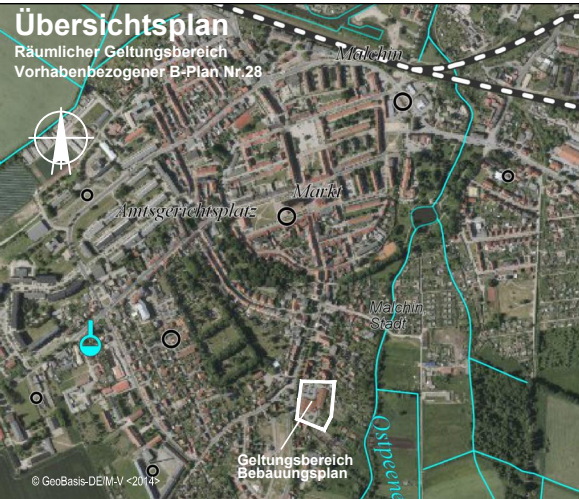 Übersichtsplan
Räumlicher Geltungsbereich
Vorhabenbezogener B-Plan Nr.28
Malchin
Markt
Amtsgerichtsplatz
Malchin,
Stadt
Ostpeene
Geltungsbereich
Bebauungsplan
© GeoBasis-DE/M-V <2014>